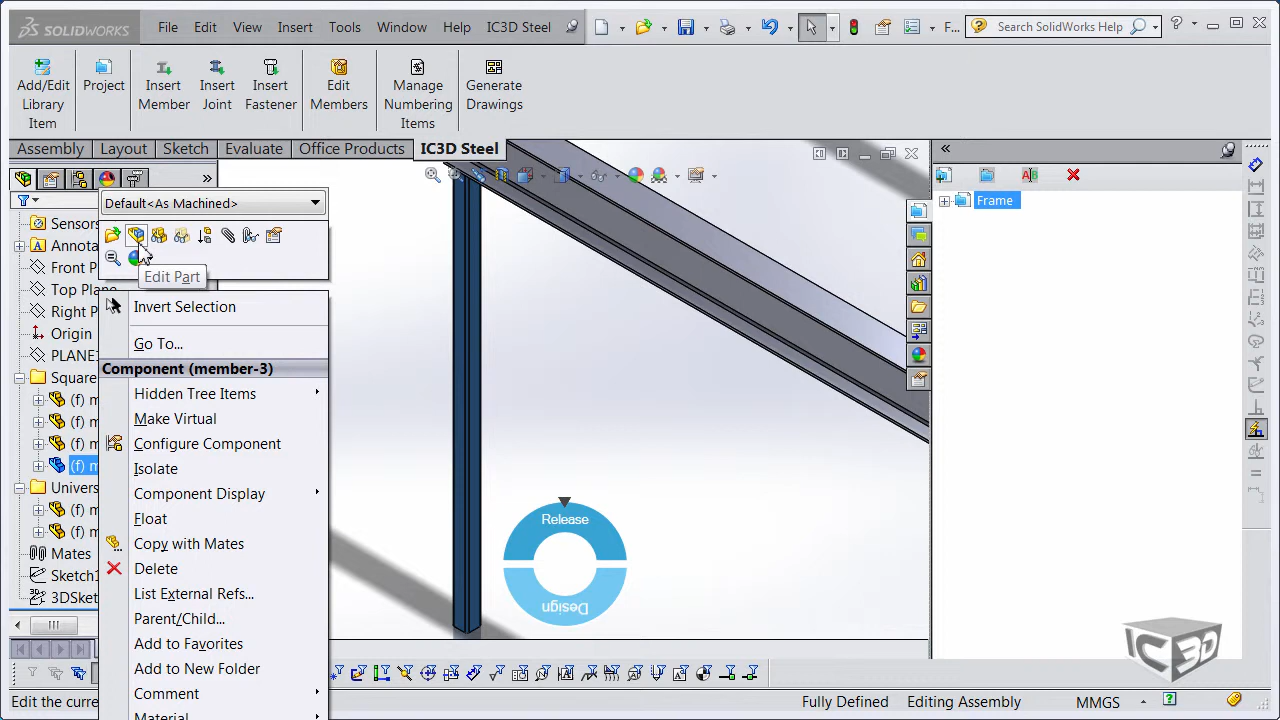 SOLIDWORKS File Edit View Insert Tools Window Help IC3D Steel F... Search SolidWorks Help
Add/Edit Library Item
Project
Insert Member
Insert Joint
Insert Fastener
Edit Members
Manage Numbering Items
Generate Drawings
Assembly Layout Sketch Evaluate Office Products IC3D Steel
Default<As Machined>
Edit Part
Sensors
Annota
Front P
Top Plane
Right P
Origin
PLANE
Square
(f) m
(f) m
(f) m
(f) m
Univers
(f) m
(f) m
Mates
Sketch1
3DSket
Invert Selection
Go To...
Component (member-3)
Hidden Tree Items
Make Virtual
Configure Component
Isolate
Component Display
Float
Copy with Mates
Delete
List External Refs...
Parent/Child...
Add to Favorites
Add to New Folder
Comment
Material
Release
Design
Frame
IC3D
Edit the curre Fully Defined Editing Assembly MMGS